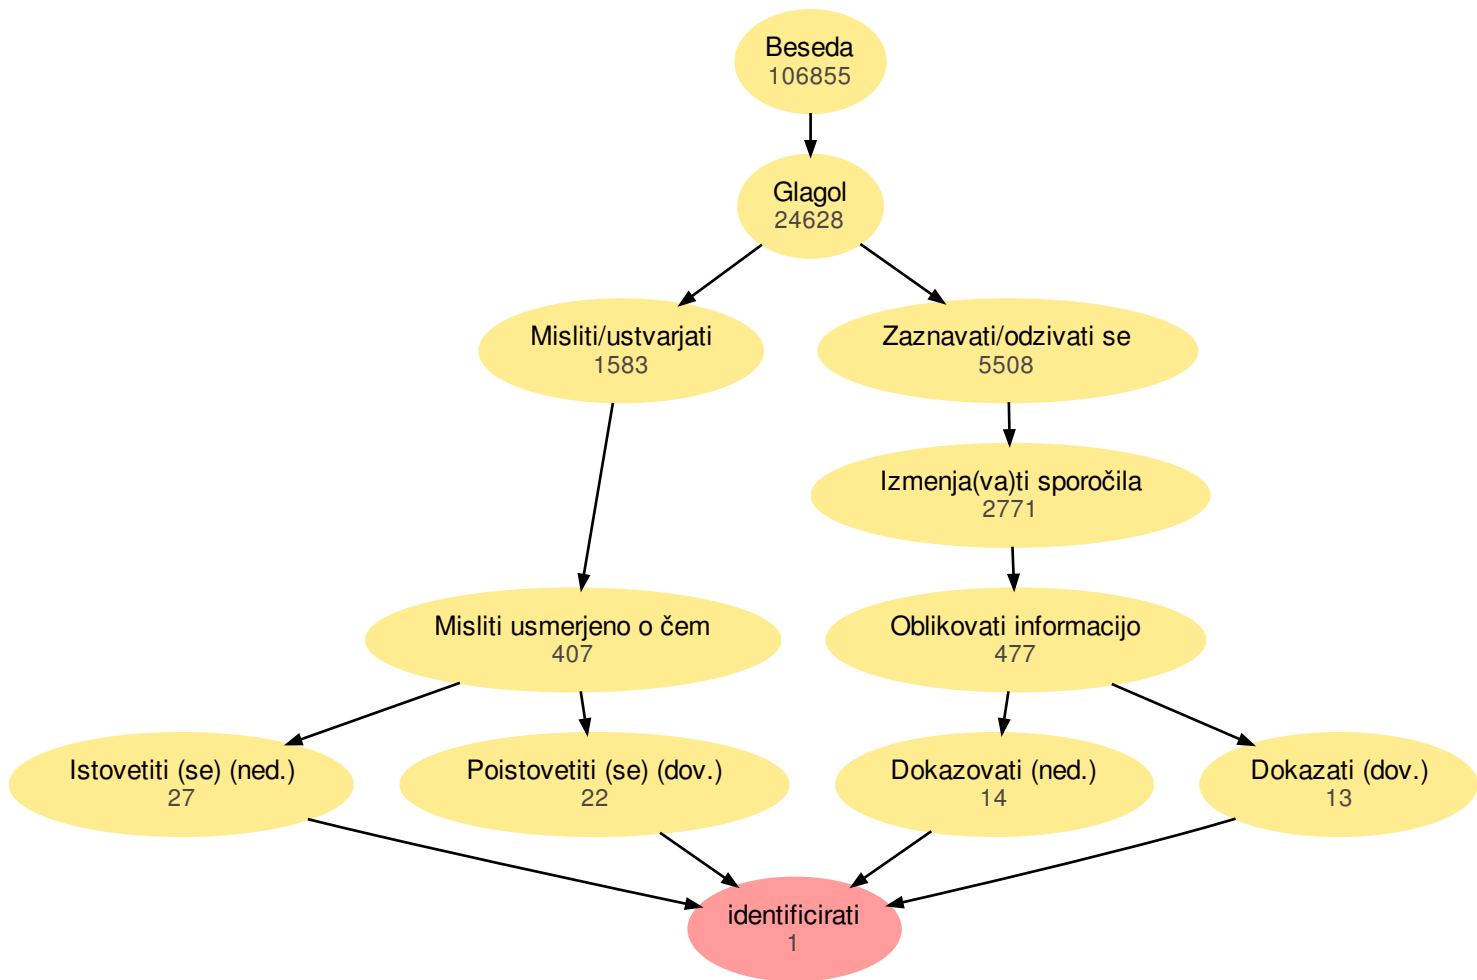 Beseda
106855
Glagol
24628
Misliti/ustvarjati
1583
Zaznavati/odzivati se
5508
Izmenja(va)ti sporočila
2771
Misliti usmerjeno o čem
407
Oblikovati informacijo
477
Istovetiti (se) (ned.)
27
Poistovetiti (se) (dov.)
22
Dokazovati (ned.)
14
Dokazati (dov.)
13
identificirati
1